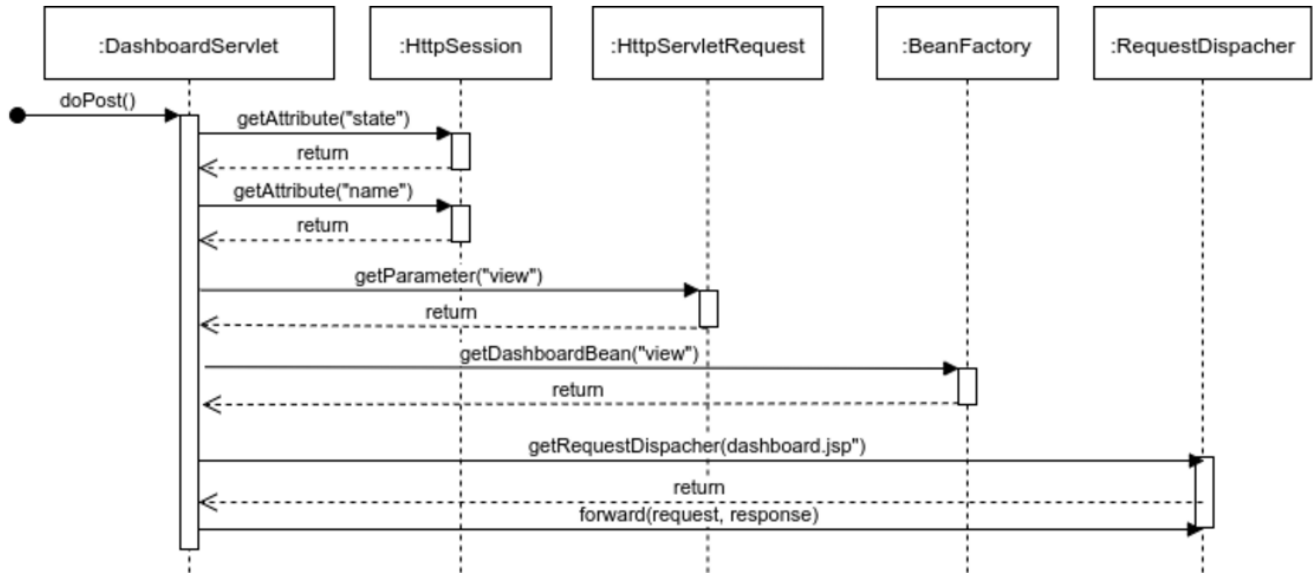 :DashboardServlet
:HttpSession
:HttpServletRequest
:BeanFactory
:RequestDispacher
doPost()
getAttribute("state")
return
getAttribute("name")
return
getParameter("view")
return
getDashboardBean("view")
return
getRequestDispacher(dashboard.jsp")
return
forward(request, response)